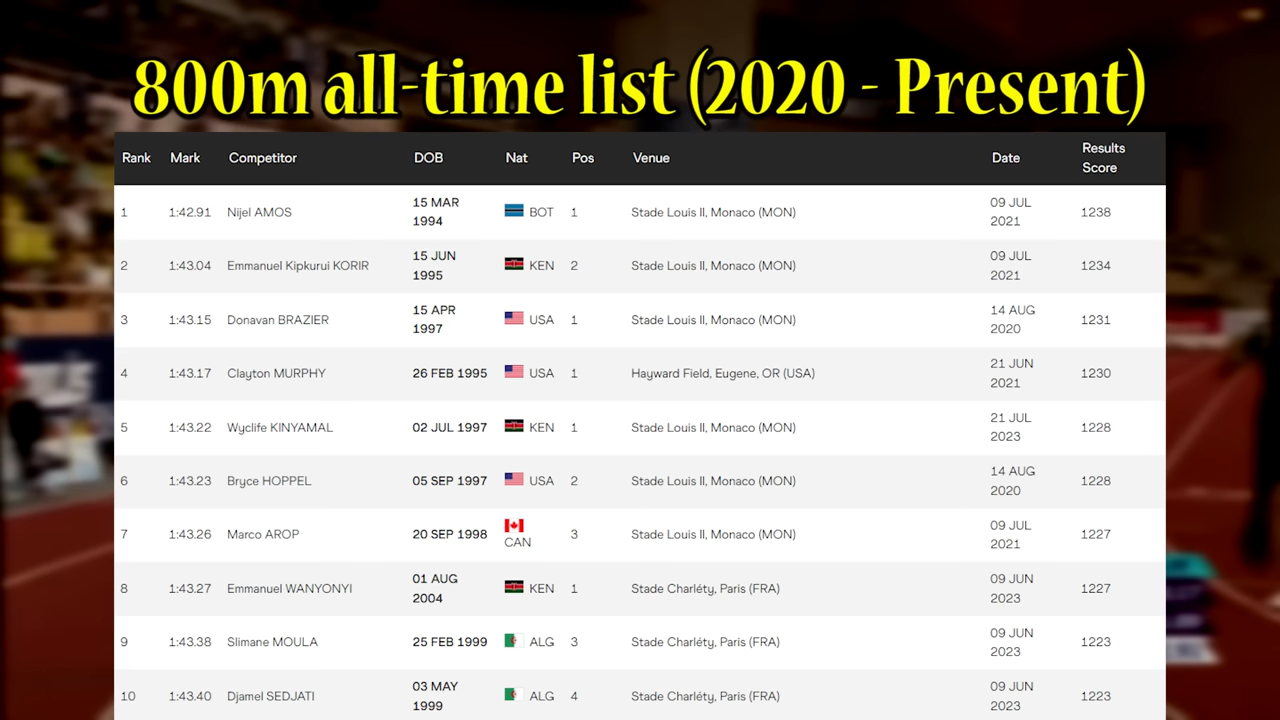 800m all-time list (2020 - Present)
Rank Mark Competitor DOB Nat Pos Venue Date Results Score
1 1:42.91 Nijel AMOS 15 MAR 1994 BOT 1 Stade Louis II, Monaco (MON) 09 JUL 2021 1238
2 1:43.04 Emmanuel Kipkurui KORIR 15 JUN 1995 KEN 2 Stade Louis II, Monaco (MON) 09 JUL 2021 1234
3 1:43.15 Donavan BRAZIER 15 APR 1997 USA 1 Stade Louis II, Monaco (MON) 14 AUG 2020 1231
4 1:43.17 Clayton MURPHY 26 FEB 1995 USA 1 Hayward Field, Eugene, OR (USA) 21 JUN 2021 1230
5 1:43.22 Wyclife KINYAMAL 02 JUL 1997 KEN 1 Stade Louis II, Monaco (MON) 21 JUL 2023 1228
6 1:43.23 Bryce HOPPEL 05 SEP 1997 USA 2 Stade Louis II, Monaco (MON) 14 AUG 2020 1228
7 1:43.26 Marco AROP 20 SEP 1998 CAN 3 Stade Louis II, Monaco (MON) 09 JUL 2021 1227
8 1:43.27 Emmanuel WANYONYI 01 AUG 2004 KEN 1 Stade Charléty, Paris (FRA) 09 JUN 2023 1227
9 1:43.38 Slimane MOULA 25 FEB 1999 ALG 3 Stade Charléty, Paris (FRA) 09 JUN 2023 1223
10 1:43.40 Djamel SEDJATI 03 MAY 1999 ALG 4 Stade Charléty, Paris (FRA) 09 JUN 2023 1223